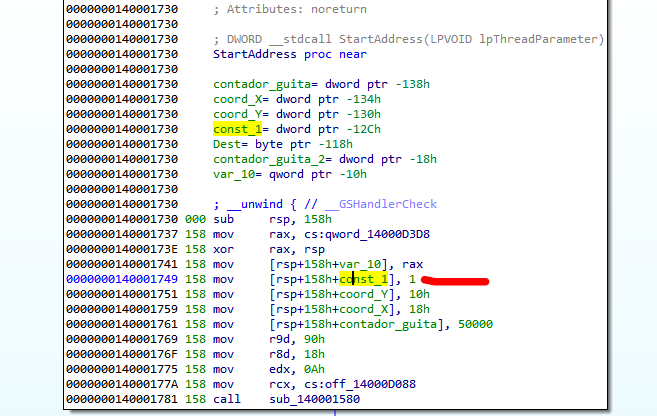 0000000140001730 ; Attributes: noreturn
0000000140001730
0000000140001730 ; DWORD __stdcall StartAddress(LPVOID lpThreadParameter)
0000000140001730 StartAddress proc near
0000000140001730
0000000140001730 contador_guita= dword ptr -138h
0000000140001730 coord_X= dword ptr -134h
0000000140001730 coord_Y= dword ptr -130h
0000000140001730 const_1= dword ptr -12Ch
0000000140001730 Dest= byte ptr -118h
0000000140001730 contador_guita_2= dword ptr -18h
0000000140001730 var_10= qword ptr -10h
0000000140001730
0000000140001730 ; __unwind { // __GSHandlerCheck
0000000140001730 000 sub rsp, 158h
0000000140001737 158 mov rax, cs:qword_14000D3D8
000000014000173E 158 xor rax, rsp
0000000140001741 158 mov [rsp+158h+var_10], rax
0000000140001749 158 mov [rsp+158h+const_1], 1
0000000140001751 158 mov [rsp+158h+coord_Y], 10h
0000000140001759 158 mov [rsp+158h+coord_X], 18h
0000000140001761 158 mov [rsp+158h+contador_guita], 50000
0000000140001769 158 mov r9d, 90h
000000014000176F 158 mov r8d, 18h
0000000140001775 158 mov edx, 0Ah
000000014000177A 158 mov rcx, cs:off_14000D088
0000000140001781 158 call sub_140001580